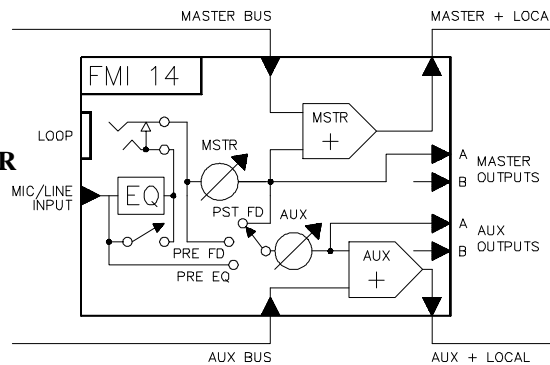 MASTER BUS
MASTER + LOCA
FMI 14
LOOP
MSTR
+
MSTR
R
A
MASTER
OUTPUTS
B
MIC/LINE
INPUT
EQ
PST FD
AUX
A
AUX
OUTPUTS
B
PRE FD
PRE EQ
AUX
+
AUX BUS
AUX + LOCAL